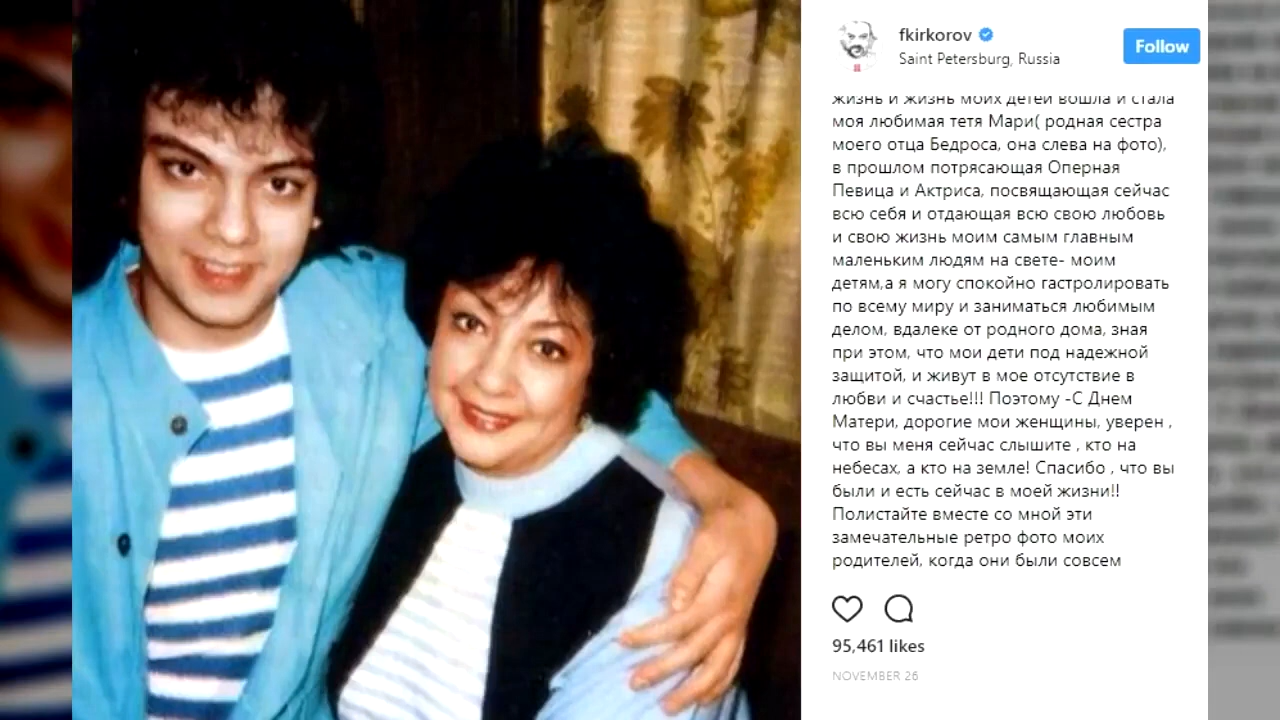 fkirkorov
Saint Petersburg, Russia
Follow
жизнь и жизнь моих детей вошла и стала
моя любимая тетя Мари( родная сестра
моего отца Бедроса, она слева на фото),
в прошлом потрясающая Оперная
Певица и Актриса, посвящающая сейчас
всю себя и отдающая всю свою любовь
и свою жизнь моим самым главным
маленьким людям на свете- моим
детям,а я могу спокойно гастролировать
по всему миру и заниматься любимым
делом, вдалеке от родного дома, зная
при этом, что мои дети под надежной
защитой, и живут в мое отсутствие в
любви и счастье!!! Поэтому -С Днем
Матери, дорогие мои женщины, уверен ,
что вы меня сейчас слышите , кто на
небесах, а кто на земле! Спасибо , что вы
были и есть сейчас в моей жизни!!
Полистайте вместе со мной эти
замечательные ретро фото моих
родителей, когда они были совсем
95,461 likes
NOVEMBER 26